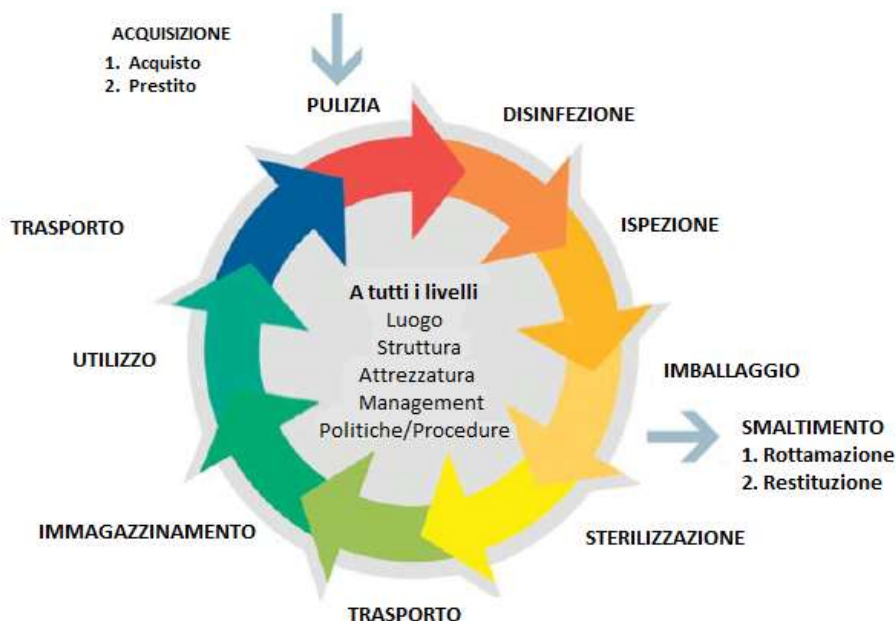 ACQUISIZIONE
1. Acquisto
2. Prestito
PULIZIA
DISINFEZIONE
ISPEZIONE
IMBALLAGGIO
SMALTIMENTO
1. Rottamazione
2. Restituzione
STERILIZZAZIONE
TRASPORTO
IMMAGAZZINAMENTO
UTILIZZO
TRASPORTO
A tutti i livelli
Luogo
Struttura
Attrezzatura
Management
Politiche/Procedure